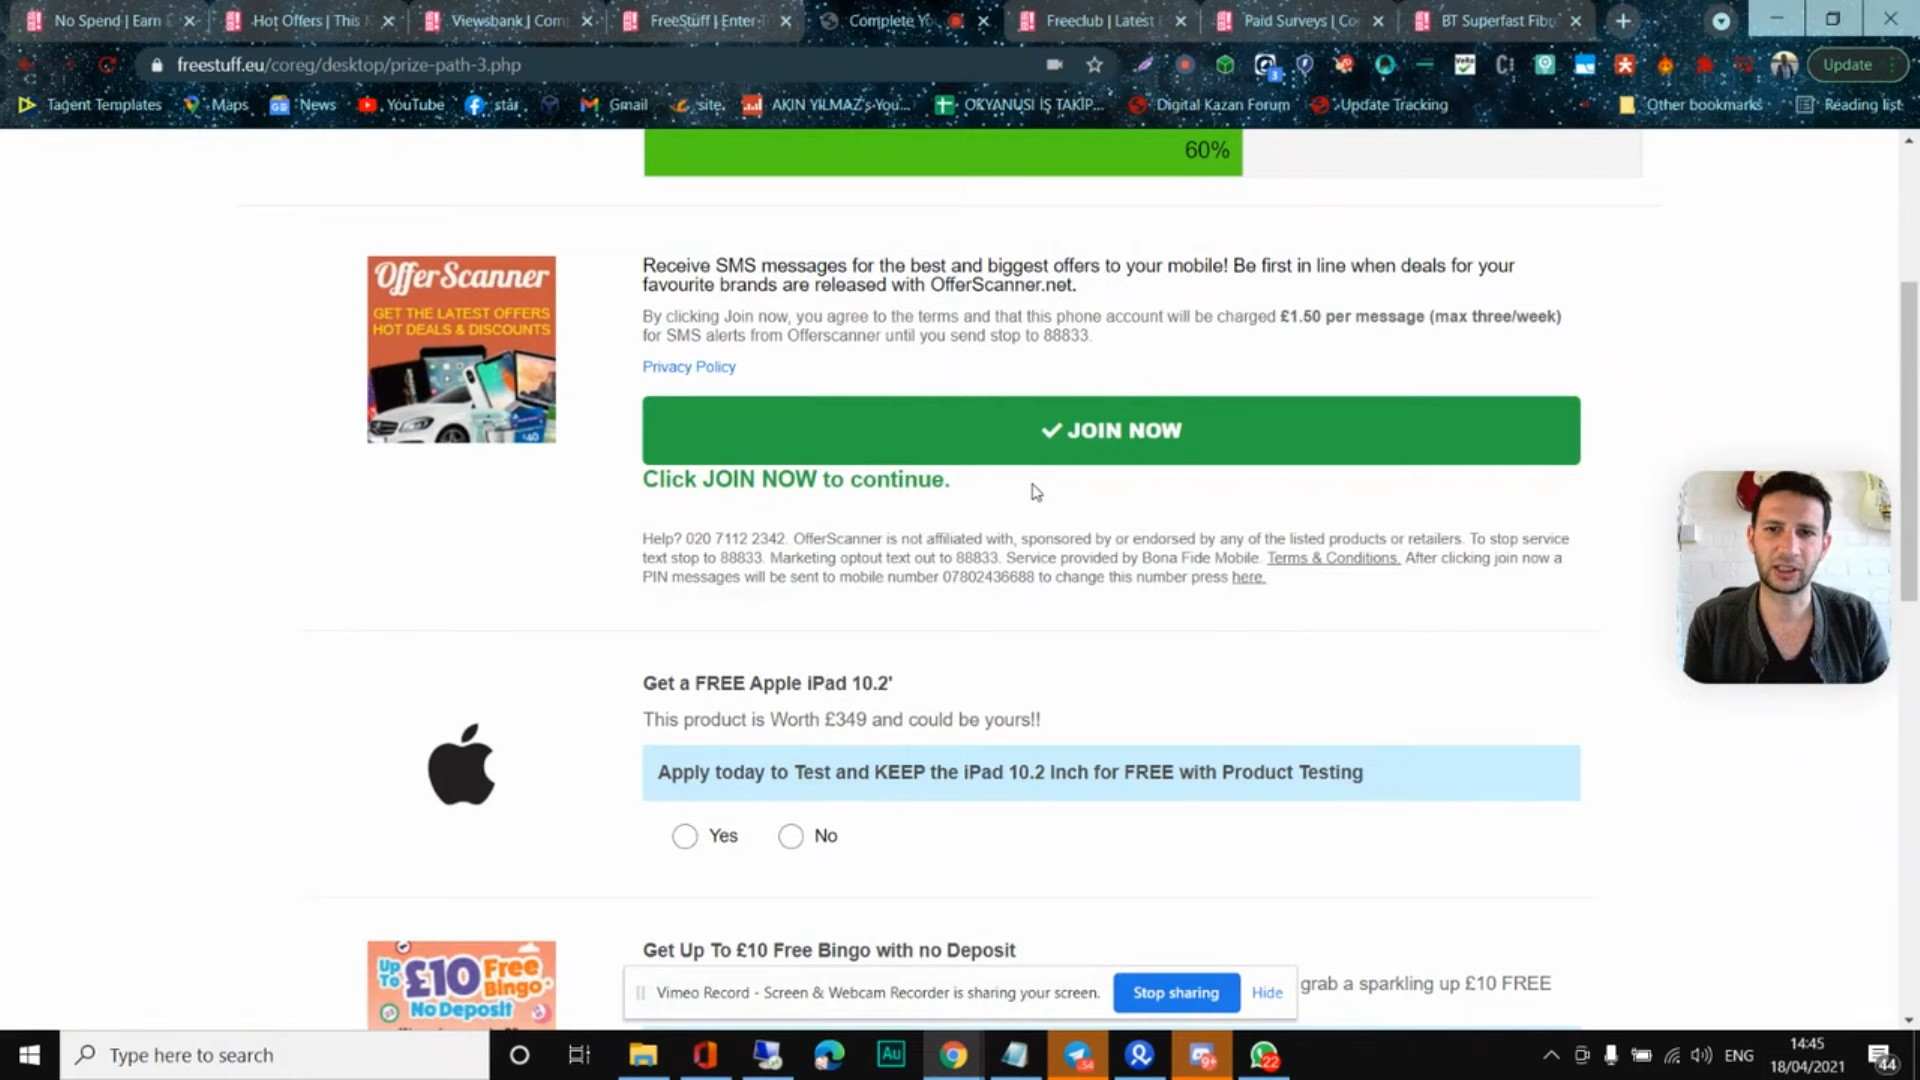 No Spend | Earn £
Hot Offers | This
Viewsbank | Com
FreeStuff | Enter
Complete Yo
Freeclub | Latest
Paid Surveys | Co
BT Superfast Fibr
freestuff.eu/coreg/desktop/prize-path-3.php
Update
Tagent Templates
Maps
News
YouTube
står
Gmail
site.
AKIN YILMAZ's You...
OKYANUSI İŞ TAKİP...
Digital Kazan Forum
Update Tracking
Other bookmarks
Reading list
60%
OfferScanner
GET THE LATEST OFFERS
HOT DEALS & DISCOUNTS
Receive SMS messages for the best and biggest offers to your mobile! Be first in line when deals for your
favourite brands are released with OfferScanner.net.
By clicking Join now, you agree to the terms and that this phone account will be charged £1.50 per message (max three/week)
for SMS alerts from Offerscanner until you send stop to 88833.
Privacy Policy
JOIN NOW
Click JOIN NOW to continue.
Help? 020 7112 2342. OfferScanner is not affiliated with, sponsored by or endorsed by any of the listed products or retailers. To stop service
text stop to 88833. Marketing optout text out to 88833. Service provided by Bona Fide Mobile. Terms & Conditions. After clicking join now a
PIN messages will be sent to mobile number 07802436688 to change this number press here.
Get a FREE Apple iPad 10.2'
This product is Worth £349 and could be yours!!
Apply today to Test and KEEP the iPad 10.2 Inch for FREE with Product Testing
Yes
No
Up To £10 Free Bingo
No Deposit
Get Up To £10 Free Bingo with no Deposit
grab a sparkling up £10 FREE
Vimeo Record - Screen & Webcam Recorder is sharing your screen.
Stop sharing
Hide
Type here to search
Au
9+
22
ENG
14:45
18/04/2021
44